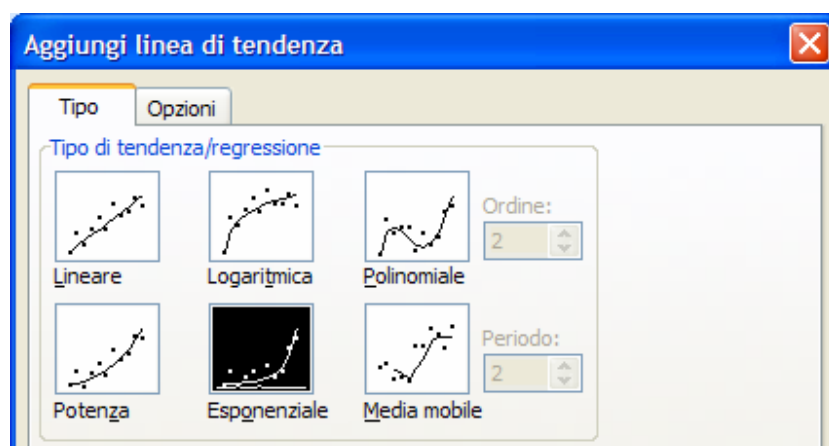 Aggiungi linea di tendenza
Tipo
Opzioni
Tipo di tendenza/regressione
Ordine:
2
Lineare
Logaritmica
Polinomiale
Periodo:
2
Potenza
Esponenziale
Media mobile